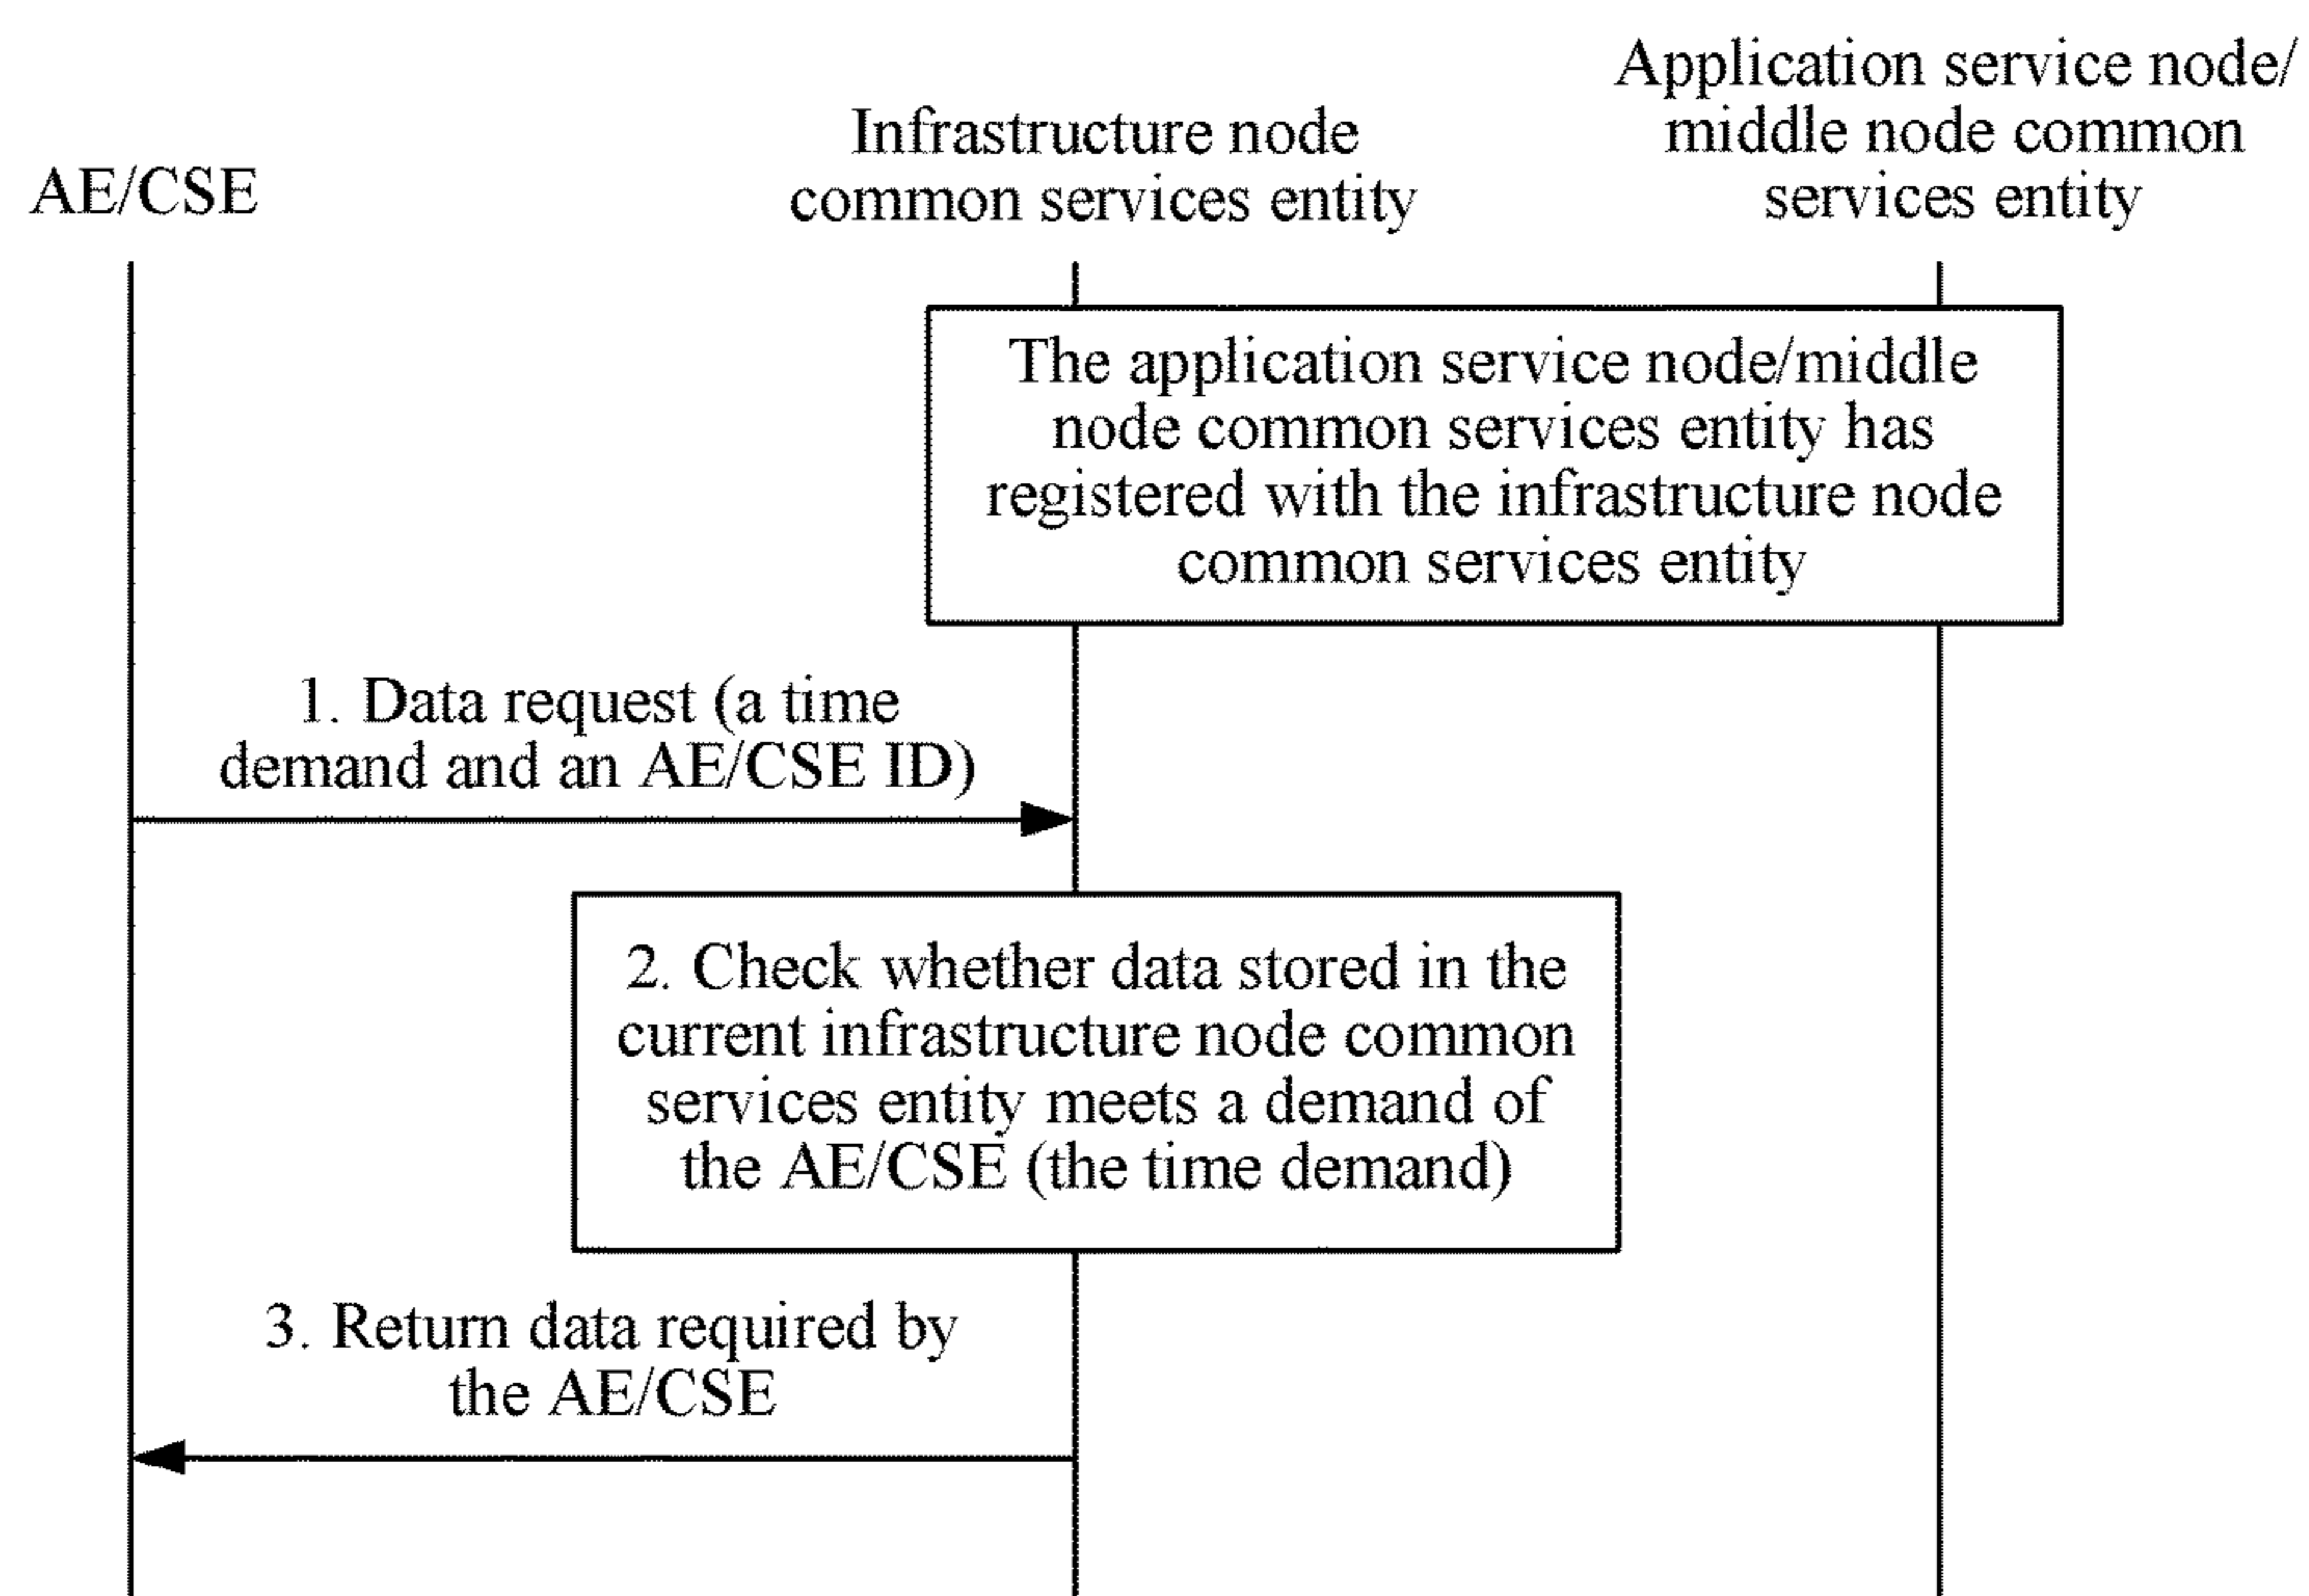 AE/CSE
Infrastructure node
common services entity
Application service node/
middle node common
services entity
The application service node/middle
node common services entity has
registered with the infrastructure node
common services entity
1. Data request (a time
demand and an AE/CSE ID)
2. Check whether data stored in the
current infrastructure node common
services entity meets a demand of
the AE/CSE (the time demand)
3. Return data required by
the AE/CSE